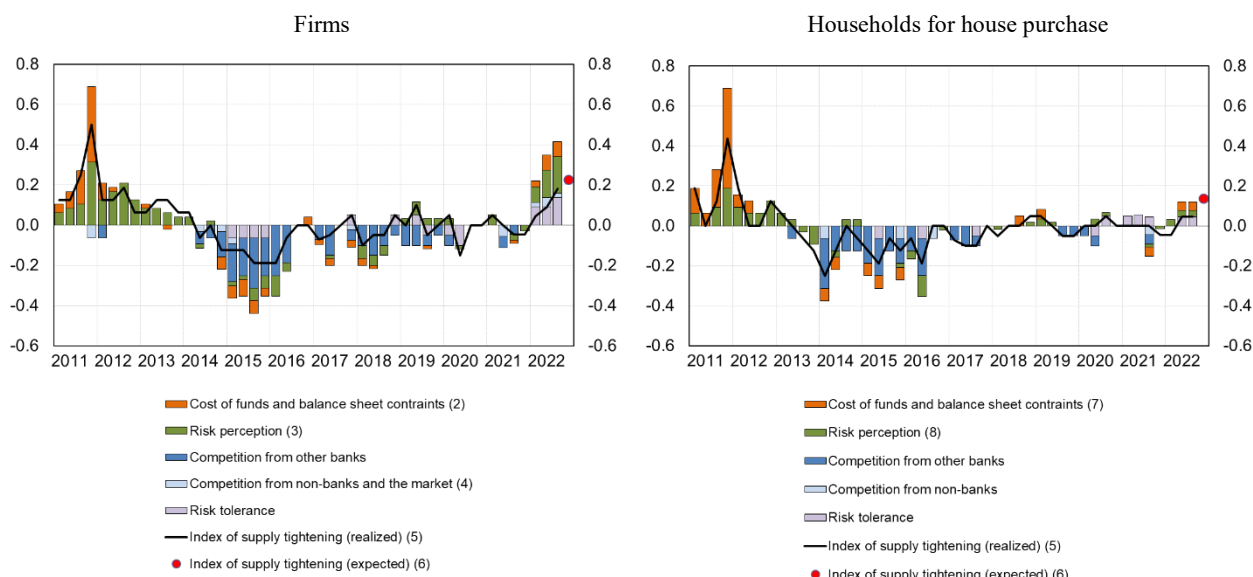 Firms
0.8 0.8
0.6 0.6
0.4 0.4
0.2 0.2
0.0 0.0
-0.2 -0.2
-0.4 -0.4
-0.6 -0.6
2011 2012 2013 2014 2015 2016 2017 2018 2019 2020 2021 2022
Cost of funds and balance sheet contraints (2)
Risk perception (3)
Competition from other banks
Competition from non-banks and the market (4)
Risk tolerance
Index of supply tightening (realized) (5)
Index of supply tightening (expected) (6)
Households for house purchase
0.8 0.8
0.6 0.6
0.4 0.4
0.2 0.2
0.0 0.0
-0.2 -0.2
-0.4 -0.4
-0.6 -0.6
2011 2012 2013 2014 2015 2016 2017 2018 2019 2020 2021 2022
Cost of funds and balance sheet contraints (7)
Risk perception (8)
Competition from other banks
Competition from non-banks
Risk tolerance
Index of supply tightening (realized) (5)
Index of supply tightening (expected) (6)